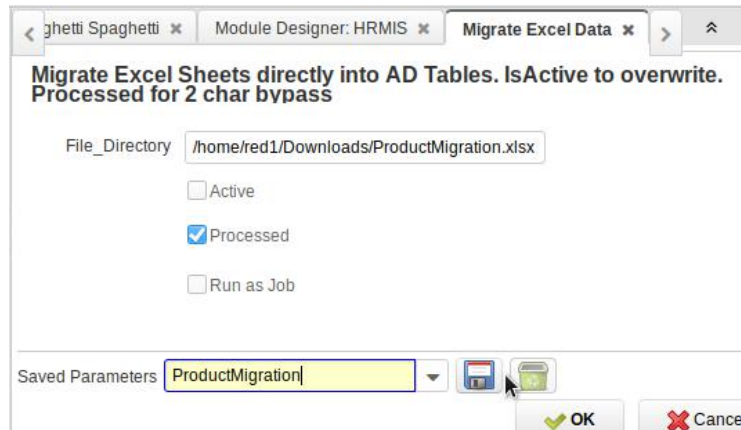 ghetti Spaghetti × Module Designer: HRMIS × Migrate Excel Data ×
Migrate Excel Sheets directly into AD Tables. IsActive to overwrite.
Processed for 2 char bypass
File_Directory /home/red1/Downloads/ProductMigration.xlsx
Active
Processed
Run as Job
Saved Parameters ProductMigration
OK Cance